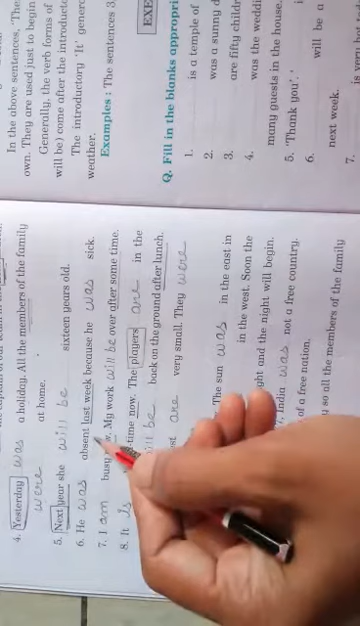 In the above sentences, 'The
own. They are used just to begin
Generally, the verb forms of
will be) come after the introducto
The introductory 'It' genera
weather.
Examples : The sentences 3,
EXE
Q. Fill in the blanks appropri
1. is a temple of
2. was a sunny d
3. are fifty childr
4. was the weddi
many guests in the house.
5. 'Thank you'.
6. will be a
next week.
7. is very hot
4. Yesterday was a holiday. All the members of the family
were at home.
5. Next year she will be sixteen years old.
6. He was absent last week because he was sick.
7. I am busy My work will be over after some time.
8. It is time now. The players are in the
ill be back on the ground after lunch.
are very small. They were
The sun was in the east in
in the west. Soon the
ght and the night will begin.
India was not a free country.
of a free nation.
so all the members of the family